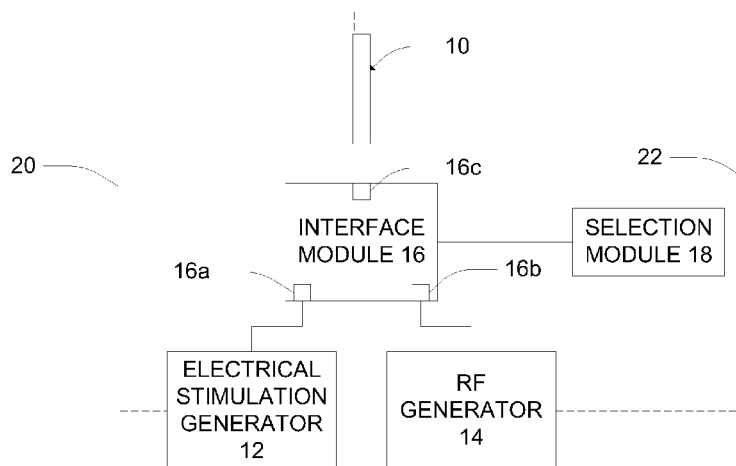 10
20
22
16c
INTERFACE
MODULE 16
SELECTION
MODULE 18
16a
16b
ELECTRICAL
STIMULATION
GENERATOR
12
RF
GENERATOR
14